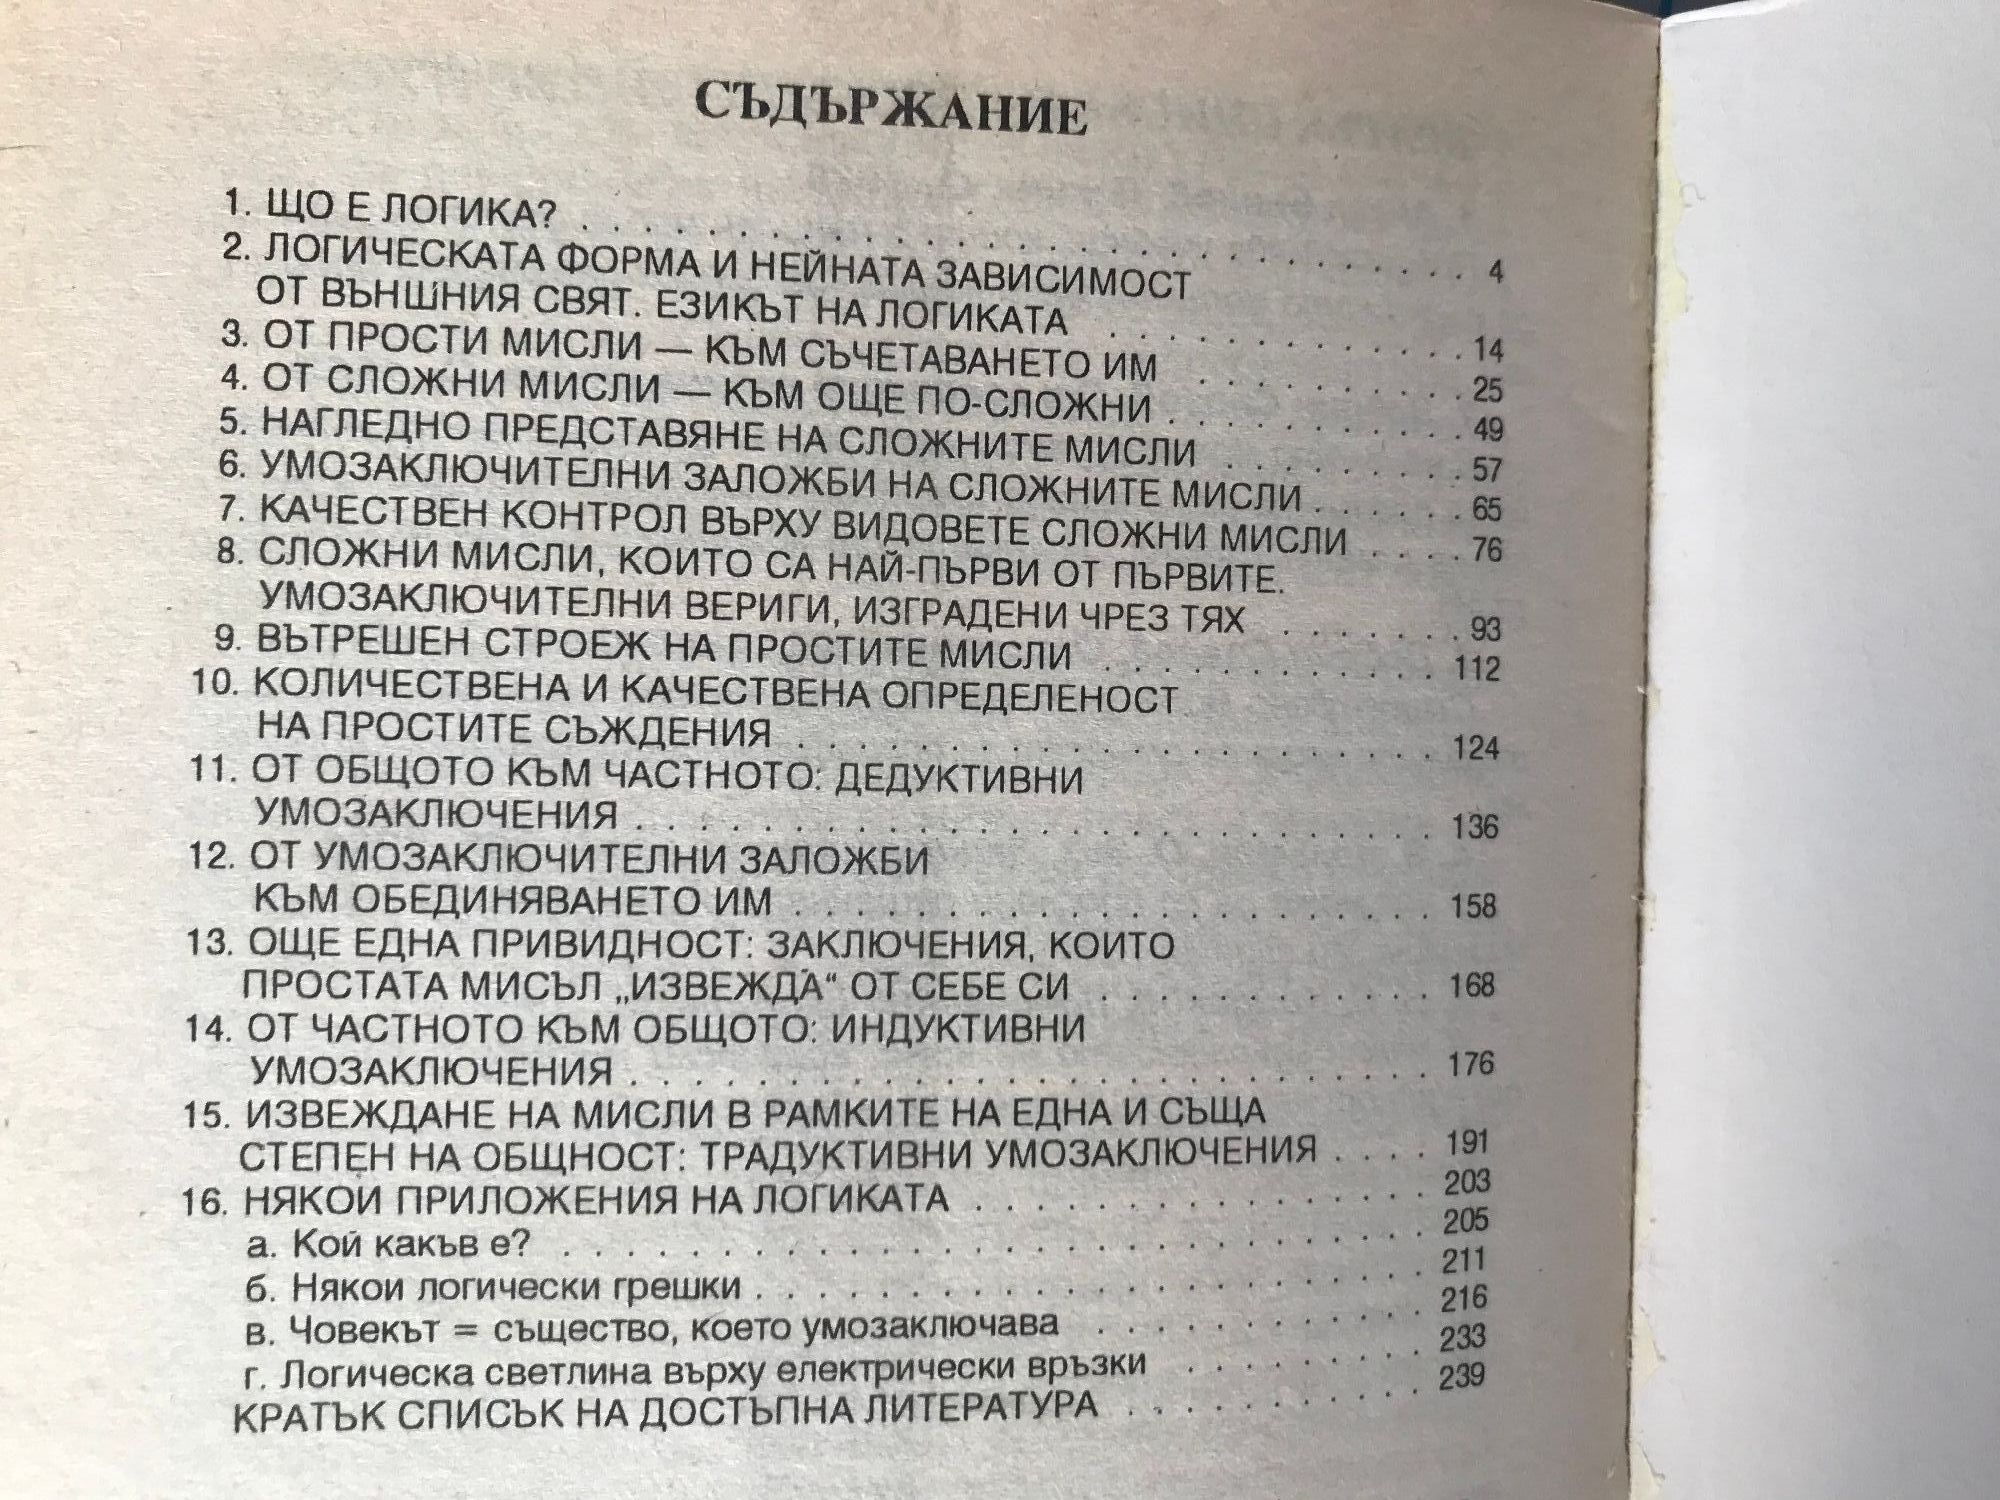 СЪДЪРЖАНИЕ
1. ЩО Е ЛОГИКА? . . . . . . . . . . . . . . . . . . . . . . 4
2. ЛОГИЧЕСКАТА ФОРМА И НЕЙНАТА ЗАВИСИМОСТ
ОТ ВЪНШНИЯ СВЯТ. ЕЗИКЪТ НА ЛОГИКАТА . . . . . . . . . . . 14
3. ОТ ПРОСТИ МИСЛИ — КЪМ СЪЧЕТАВАНЕТО ИМ . . . . . . . . . 25
4. ОТ СЛОЖНИ МИСЛИ — КЪМ ОЩЕ ПО-СЛОЖНИ . . . . . . . . . . 49
5. НАГЛЕДНО ПРЕДСТАВЯНЕ НА СЛОЖНИТЕ МИСЛИ . . . . . . . . 57
6. УМОЗАКЛЮЧИТЕЛНИ ЗАЛОЖБИ НА СЛОЖНИТЕ МИСЛИ . . . . . . 65
7. КАЧЕСТВЕН КОНТРОЛ ВЪРХУ ВИДОВЕТЕ СЛОЖНИ МИСЛИ . . . . 76
8. СЛОЖНИ МИСЛИ, КОИТО СА НАЙ-ПЪРВИ ОТ ПЪРВИТЕ.
УМОЗАКЛЮЧИТЕЛНИ ВЕРИГИ, ИЗГРАДЕНИ ЧРЕЗ ТЯХ . . . . . . . 93
9. ВЪТРЕШЕН СТРОЕЖ НА ПРОСТИТЕ МИСЛИ . . . . . . . . . . . 112
10. КОЛИЧЕСТВЕНА И КАЧЕСТВЕНА ОПРЕДЕЛЕНОСТ
НА ПРОСТИТЕ СЪЖДЕНИЯ . . . . . . . . . . . . . . . . . . . 124
11. ОТ ОБЩОТО КЪМ ЧАСТНОТО: ДЕДУКТИВНИ
УМОЗАКЛЮЧЕНИЯ . . . . . . . . . . . . . . . . . . . . . . 136
12. ОТ УМОЗАКЛЮЧИТЕЛНИ ЗАЛОЖБИ
КЪМ ОБЕДИНЯВАНЕТО ИМ . . . . . . . . . . . . . . . . . . 158
13. ОЩЕ ЕДНА ПРИВИДНОСТ: ЗАКЛЮЧЕНИЯ, КОИТО
ПРОСТАТА МИСЪЛ „ИЗВЕЖДА“ ОТ СЕБЕ СИ . . . . . . . . . . . 168
14. ОТ ЧАСТНОТО КЪМ ОБЩОТО: ИНДУКТИВНИ
УМОЗАКЛЮЧЕНИЯ . . . . . . . . . . . . . . . . . . . . . . 176
15. ИЗВЕЖДАНЕ НА МИСЛИ В РАМКИТЕ НА ЕДНА И СЪЩА
СТЕПЕН НА ОБЩНОСТ: ТРАДУКТИВНИ УМОЗАКЛЮЧЕНИЯ . . . . 191
16. НЯКОИ ПРИЛОЖЕНИЯ НА ЛОГИКАТА . . . . . . . . . . . . . 203
а. Кой какъв е? . . . . . . . . . . . . . . . . . . . . . 205
б. Някои логически грешки . . . . . . . . . . . . . . . . 211
в. Човекът = същество, което умозаключава . . . . . . . . 216
г. Логическа светлина върху електрически връзки . . . . . . 233
КРАТЪК СПИСЪК НА ДОСТЪПНА ЛИТЕРАТУРА . . . . . . . . . . 239